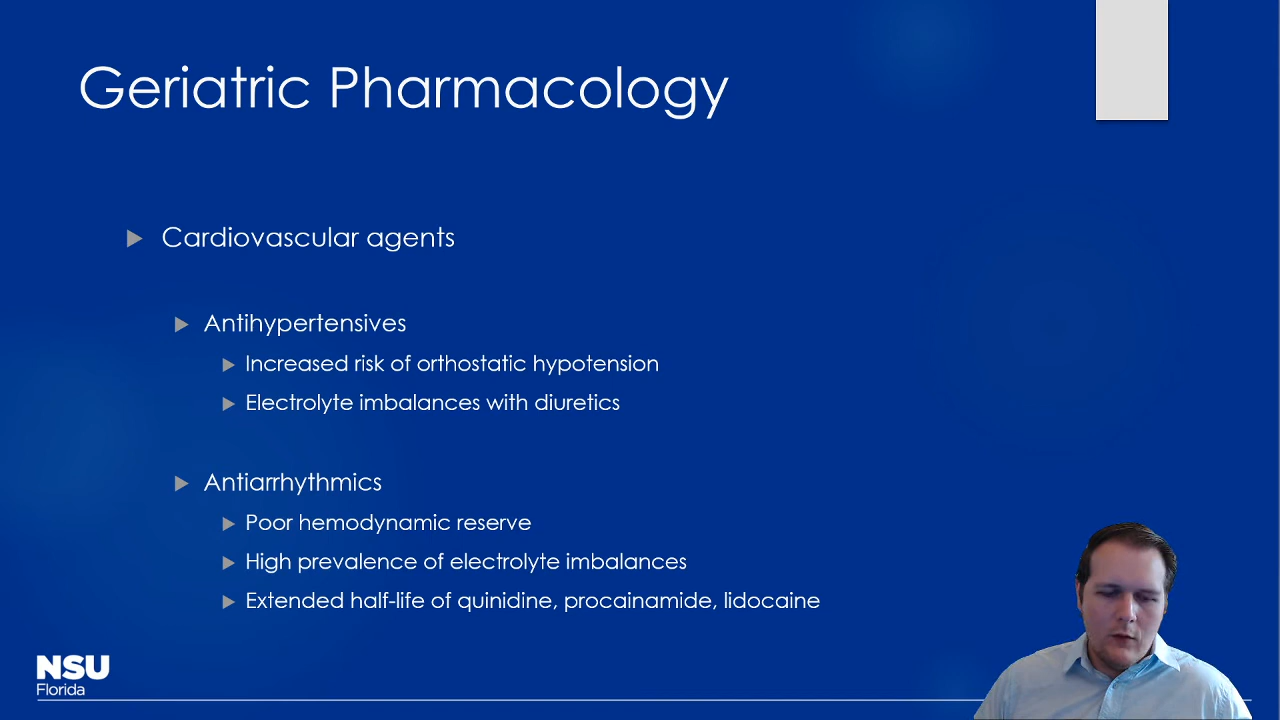 Geriatric Pharmacology
Cardiovascular agents
Antihypertensives
Increased risk of orthostatic hypotension
Electrolyte imbalances with diuretics
Antiarrhythmics
Poor hemodynamic reserve
High prevalence of electrolyte imbalances
Extended half-life of quinidine, procainamide, lidocaine
NSU
Florida